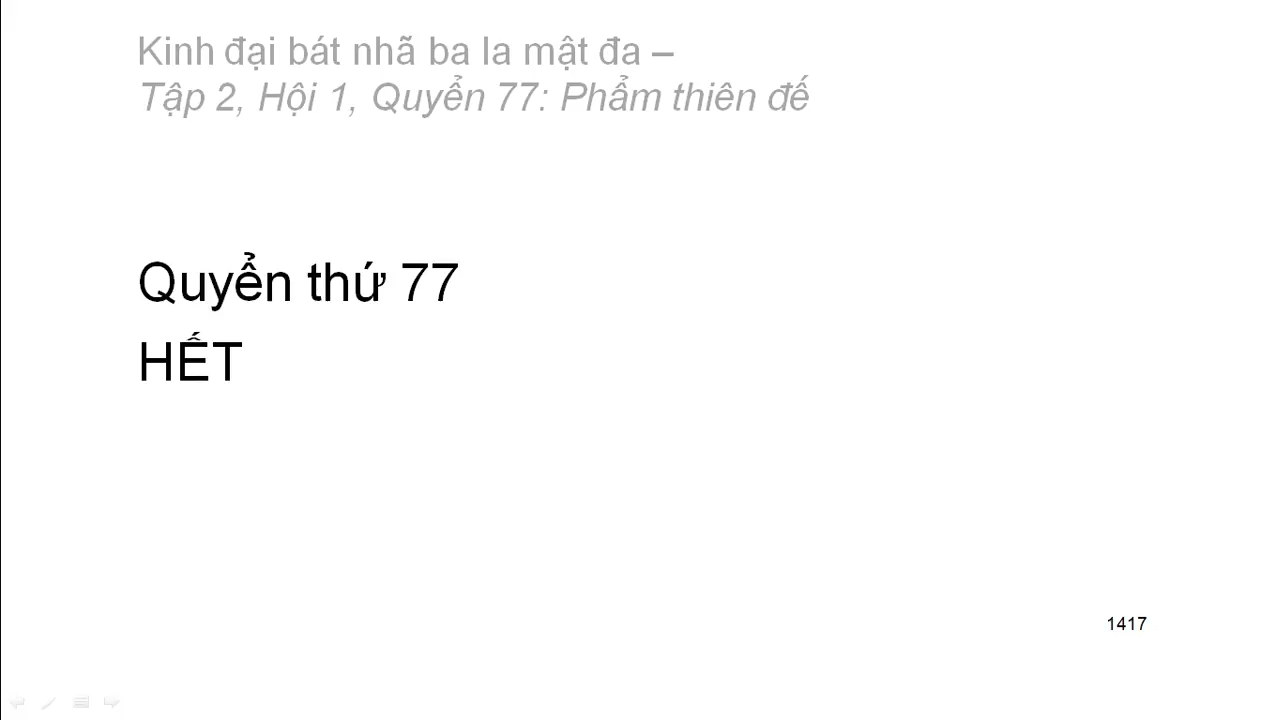 Kinh đại bát nhã ba la mật đa –
Tập 2, Hội 1, Quyển 77: Phẩm thiên đế
Quyển thứ 77
HẾT
1417